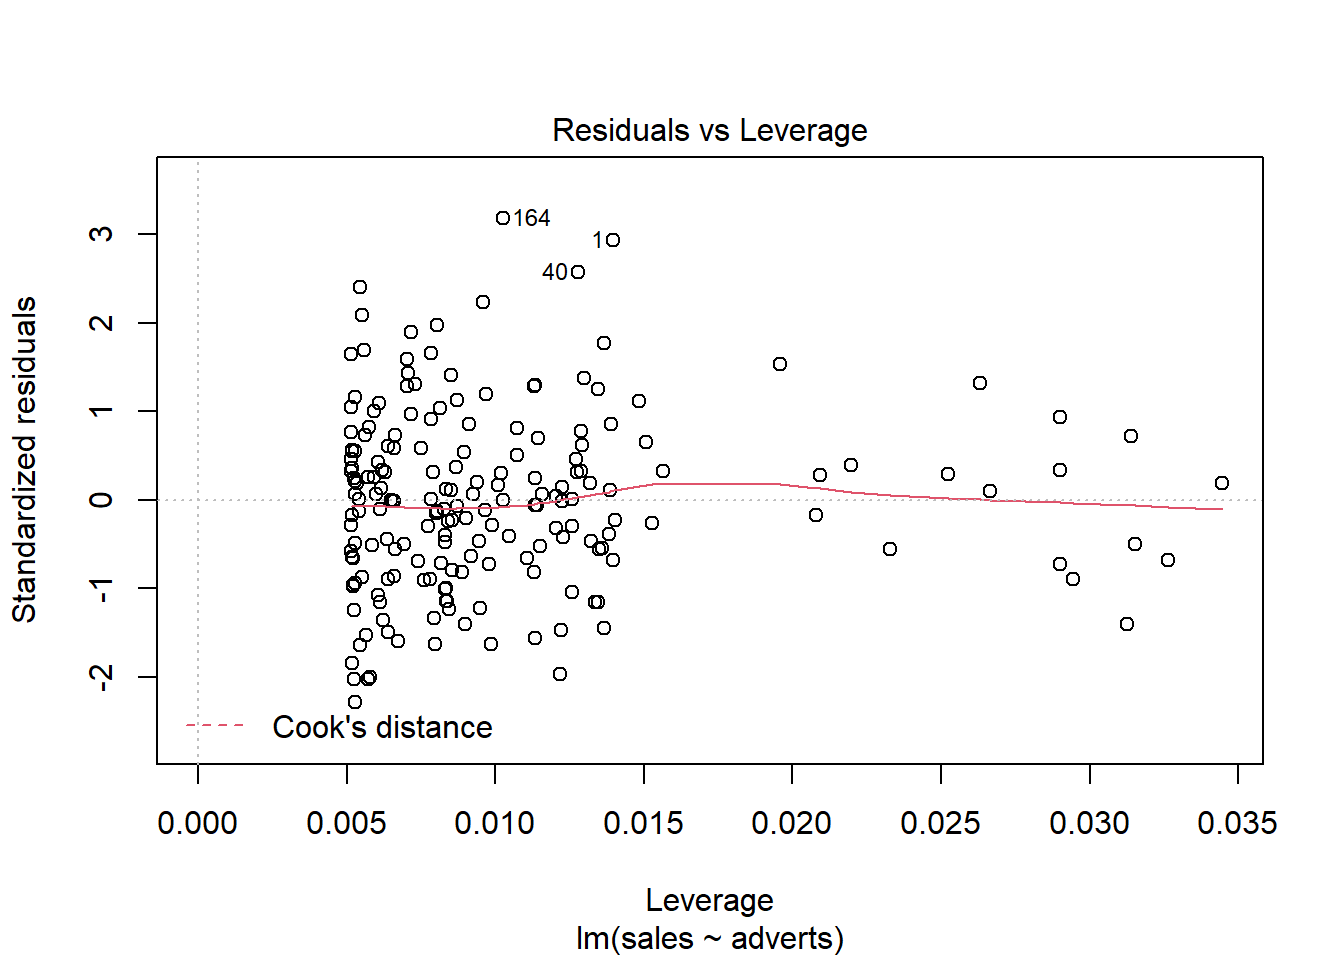 Residuals vs Leverage
Standardized residuals
3
2
1
0
-1
-2
164
1
40
Cook's distance
0.000 0.005 0.010 0.015 0.020 0.025 0.030 0.035
Leverage
lm(sales ~ adverts)